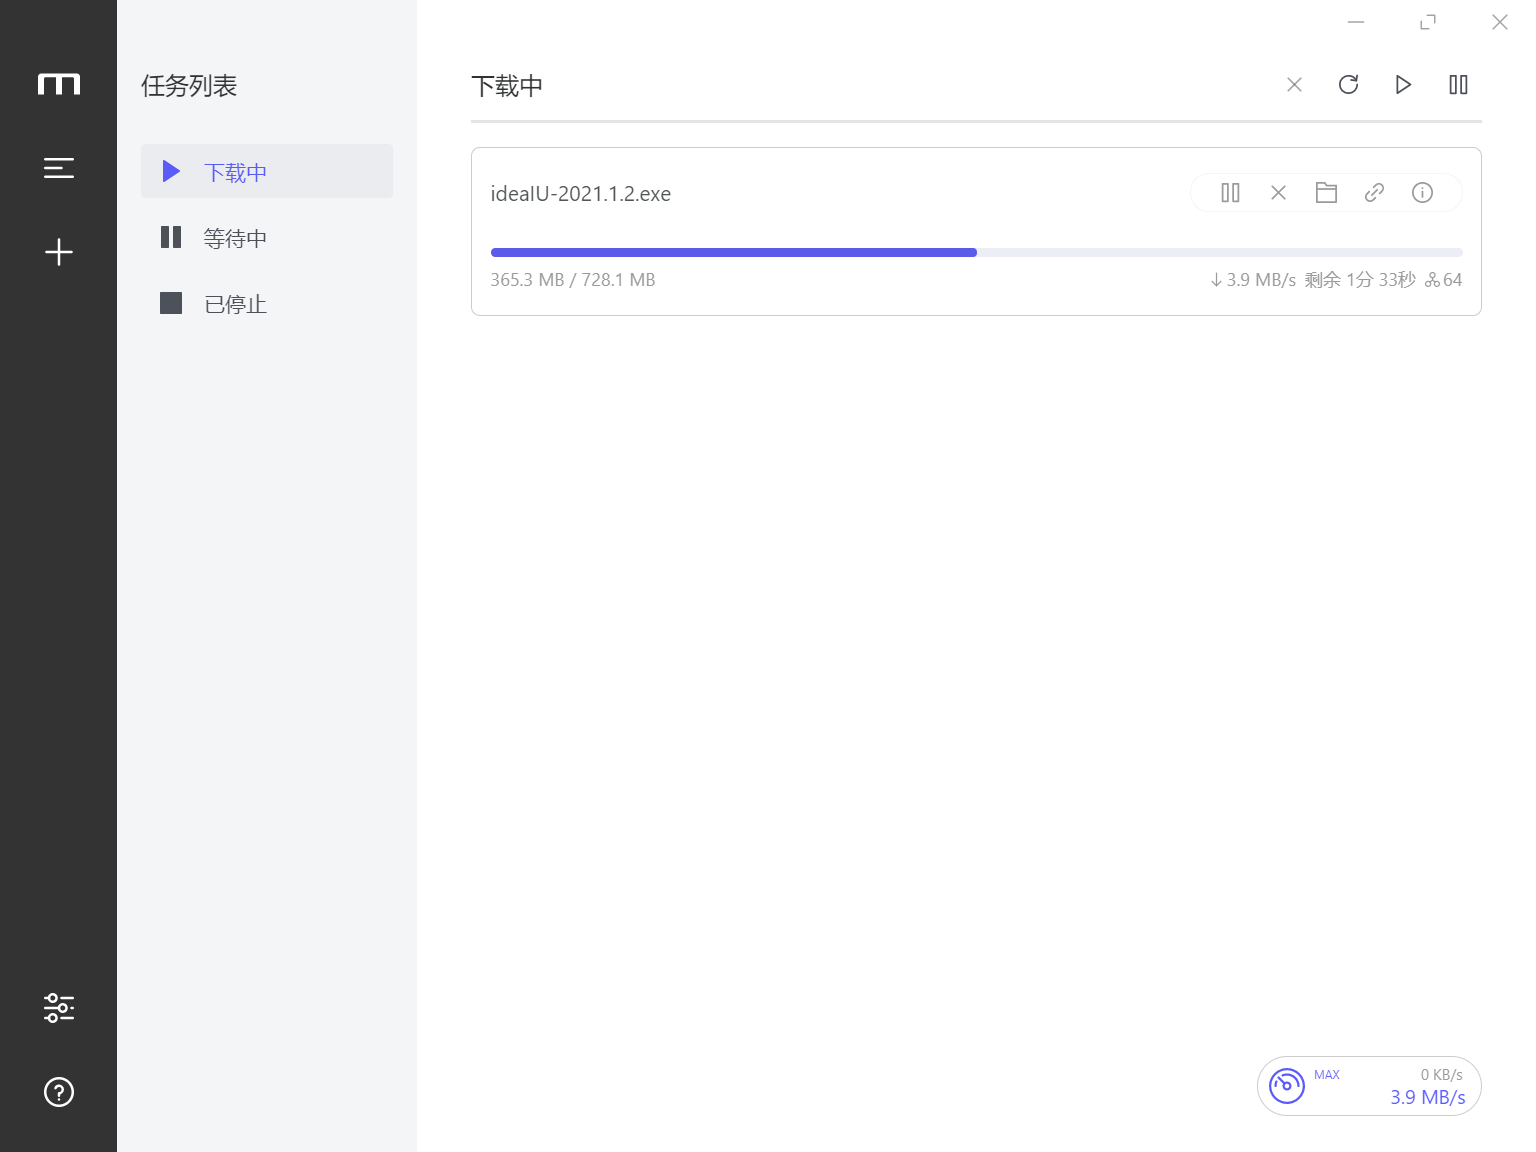 任务列表
下载中
等待中
已停止
下载中
ideaIU-2021.1.2.exe
365.3 MB / 728.1 MB
↓ 3.9 MB/s 剩余 1分 33秒 64
MAX 0 KB/s
3.9 MB/s